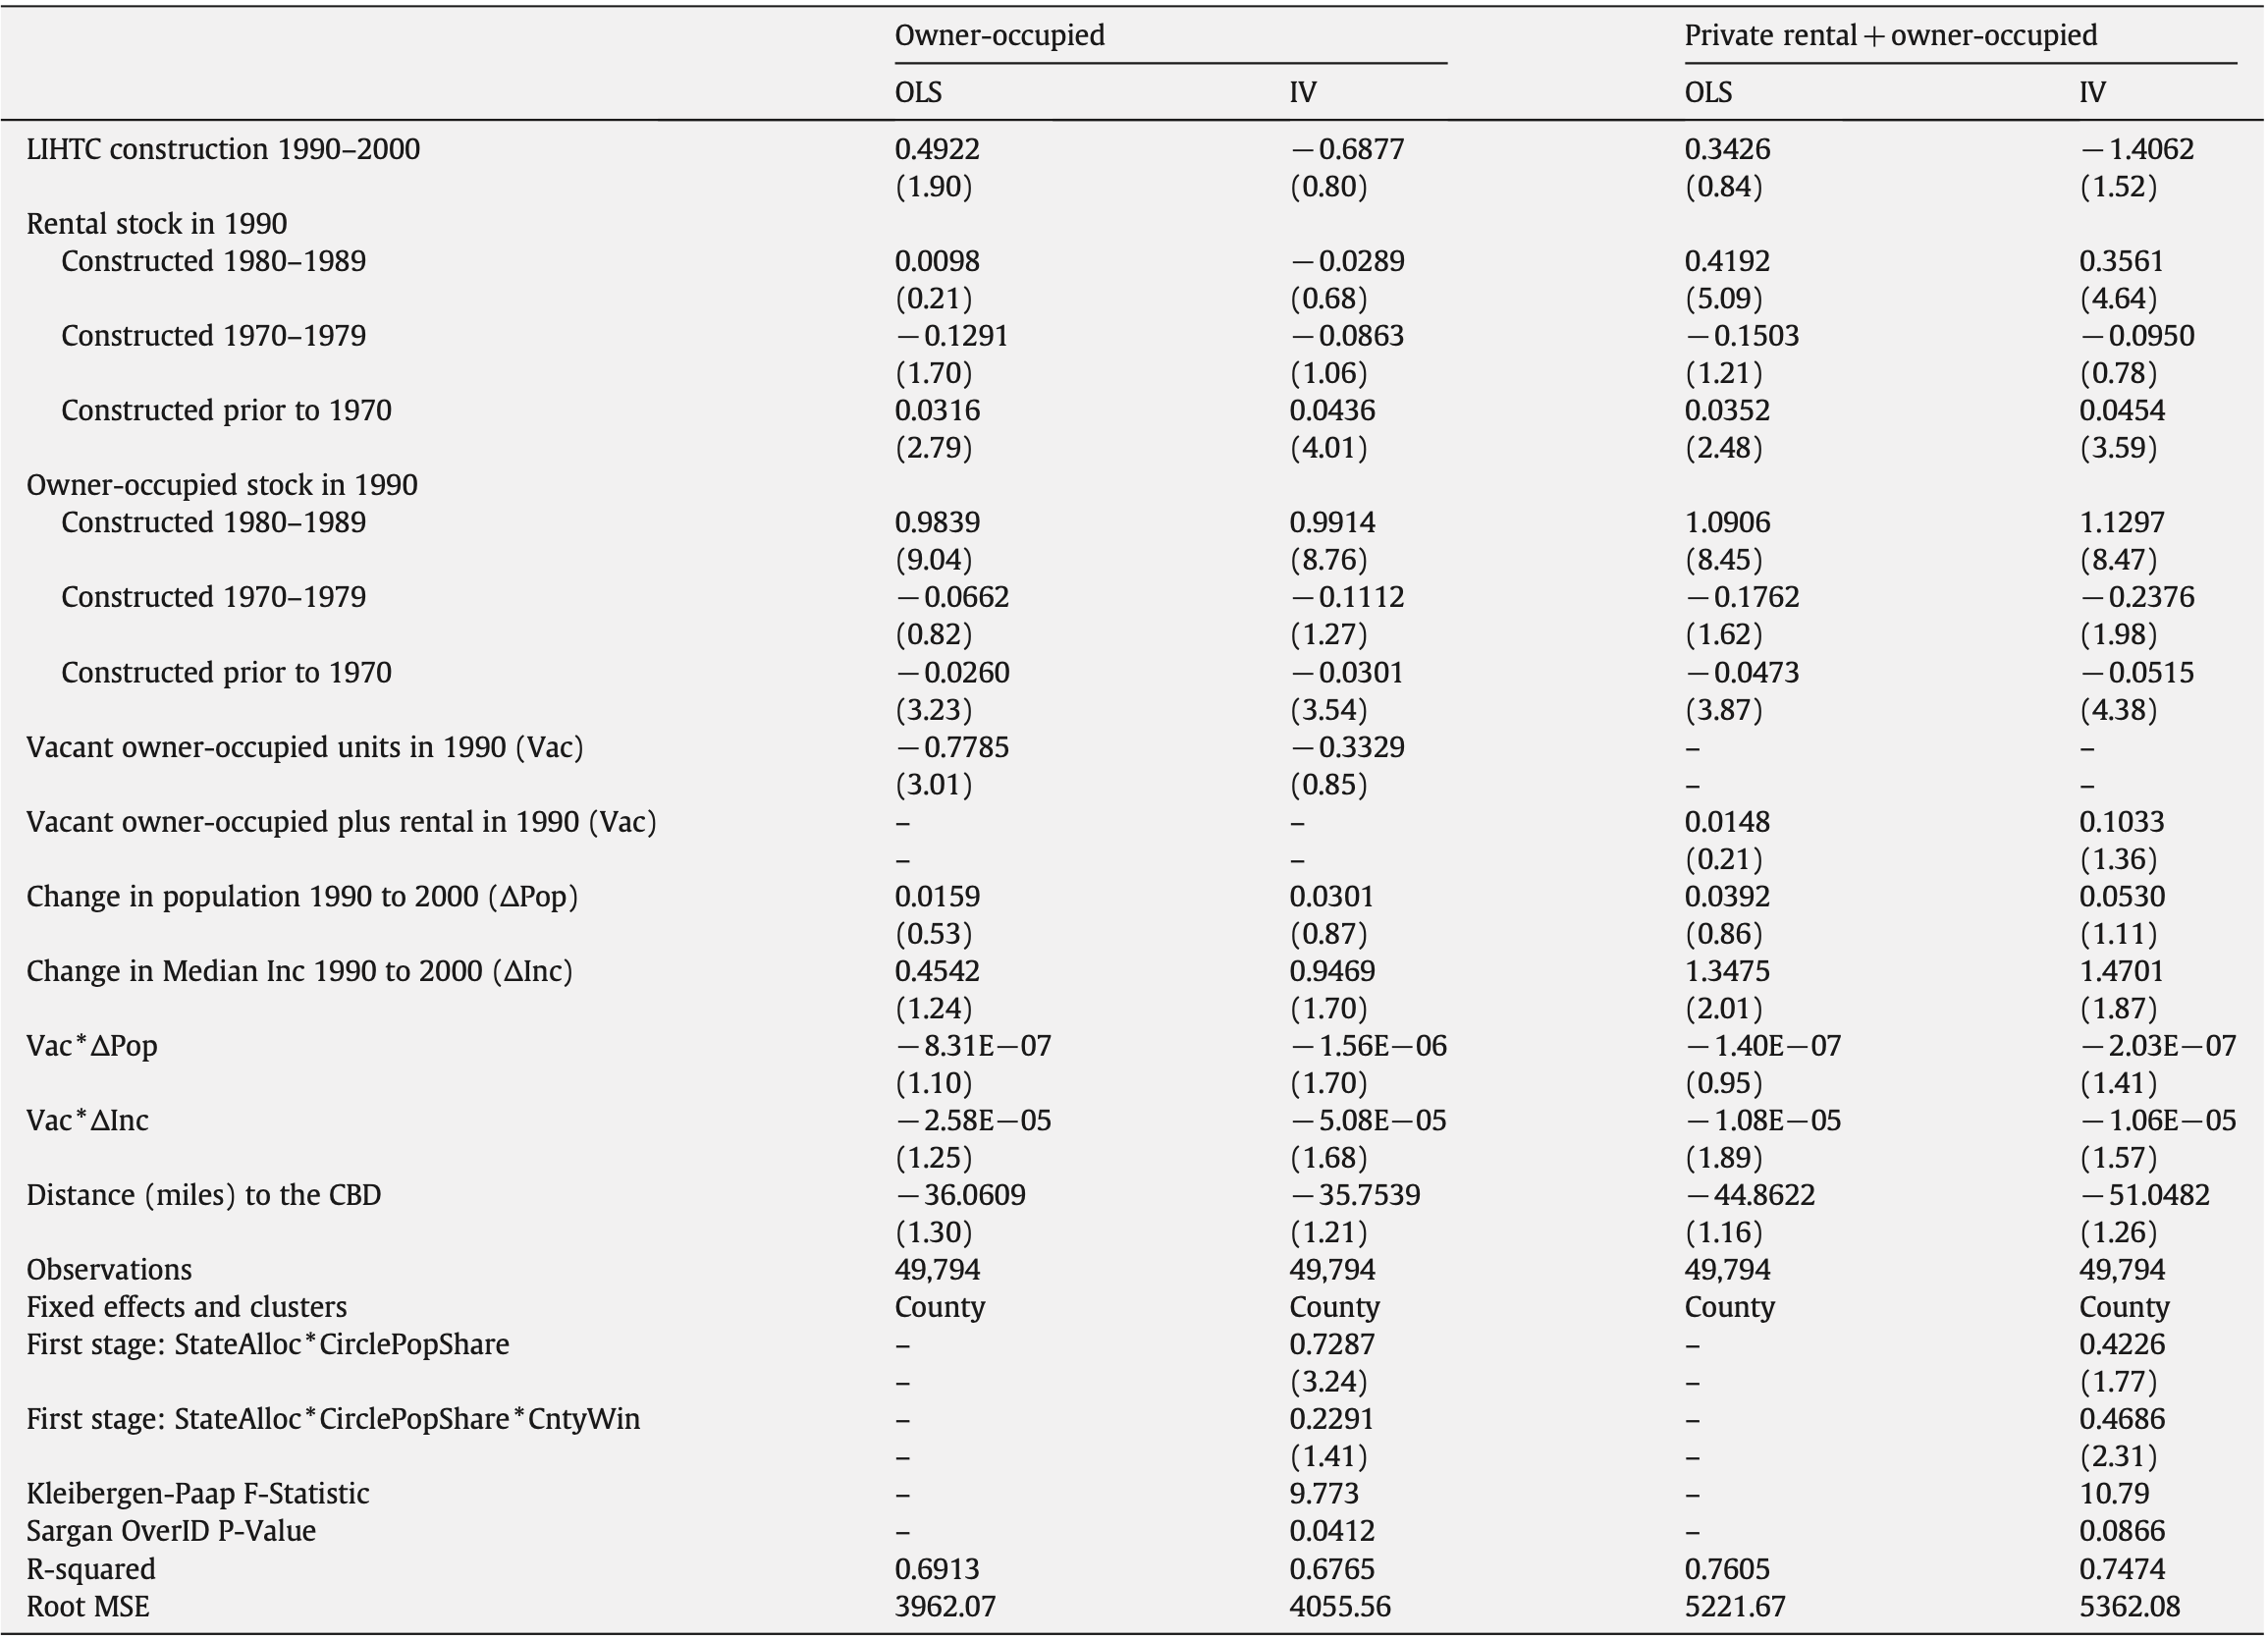 Owner-occupied Private rental + owner-occupied
OLS IV OLS IV
LIHTC construction 1990–2000 0.4922 −0.6877 0.3426 −1.4062
(1.90) (0.80) (0.84) (1.52)
Rental stock in 1990
Constructed 1980–1989 0.0098 −0.0289 0.4192 0.3561
(0.21) (0.68) (5.09) (4.64)
Constructed 1970–1979 −0.1291 −0.0863 −0.1503 −0.0950
(1.70) (1.06) (1.21) (0.78)
Constructed prior to 1970 0.0316 0.0436 0.0352 0.0454
(2.79) (4.01) (2.48) (3.59)
Owner-occupied stock in 1990
Constructed 1980–1989 0.9839 0.9914 1.0906 1.1297
(9.04) (8.76) (8.45) (8.47)
Constructed 1970–1979 −0.0662 −0.1112 −0.1762 −0.2376
(0.82) (1.27) (1.62) (1.98)
Constructed prior to 1970 −0.0260 −0.0301 −0.0473 −0.0515
(3.23) (3.54) (3.87) (4.38)
Vacant owner-occupied units in 1990 (Vac) −0.7785 −0.3329 – –
(3.01) (0.85) – –
Vacant owner-occupied plus rental in 1990 (Vac) – – 0.0148 0.1033
– – (0.21) (1.36)
Change in population 1990 to 2000 (ΔPop) 0.0159 0.0301 0.0392 0.0530
(0.53) (0.87) (0.86) (1.11)
Change in Median Inc 1990 to 2000 (ΔInc) 0.4542 0.9469 1.3475 1.4701
(1.24) (1.70) (2.01) (1.87)
Vac*ΔPop −8.31E−07 −1.56E−06 −1.40E−07 −2.03E−07
(1.10) (1.70) (0.95) (1.41)
Vac*ΔInc −2.58E−05 −5.08E−05 −1.08E−05 −1.06E−05
(1.25) (1.68) (1.89) (1.57)
Distance (miles) to the CBD −36.0609 −35.7539 −44.8622 −51.0482
(1.30) (1.21) (1.16) (1.26)
Observations 49,794 49,794 49,794 49,794
Fixed effects and clusters County County County County
First stage: StateAlloc*CirclePopShare – 0.7287 – 0.4226
– (3.24) – (1.77)
First stage: StateAlloc*CirclePopShare*CntyWin – 0.2291 – 0.4686
– (1.41) – (2.31)
Kleibergen-Paap F-Statistic – 9.773 – 10.79
Sargan OverID P-Value – 0.0412 – 0.0866
R-squared 0.6913 0.6765 0.7605 0.7474
Root MSE 3962.07 4055.56 5221.67 5362.08